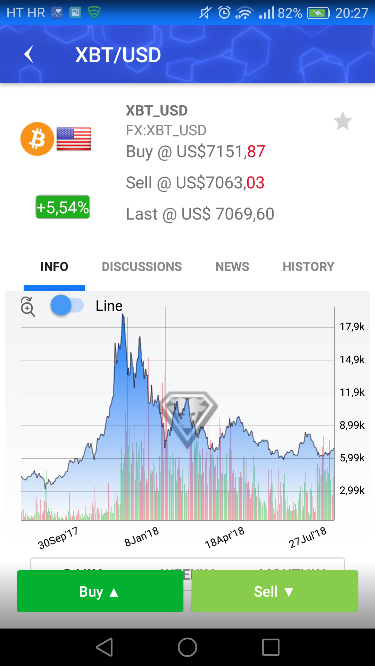 HT HR 82% 20:27
XBT/USD
XBT_USD
FX:XBT_USD
Buy @ US$7151,87
Sell @ US$7063,03
+5,54%
Last @ US$ 7069,60
INFO DISCUSSIONS NEWS HISTORY
Line
17,9k
14,9k
11,9k
8,99k
5,99k
2,99k
30Sep'17 8Jan'18 18Apr'18 27Jul'18
Buy ▲ Sell ▼